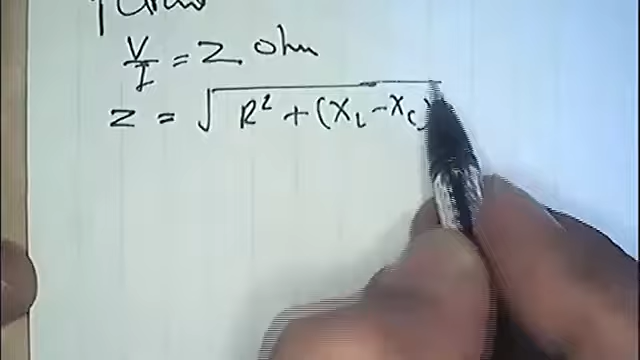 V/I = Z ohm
Z = √R² + (X_L - X_C)